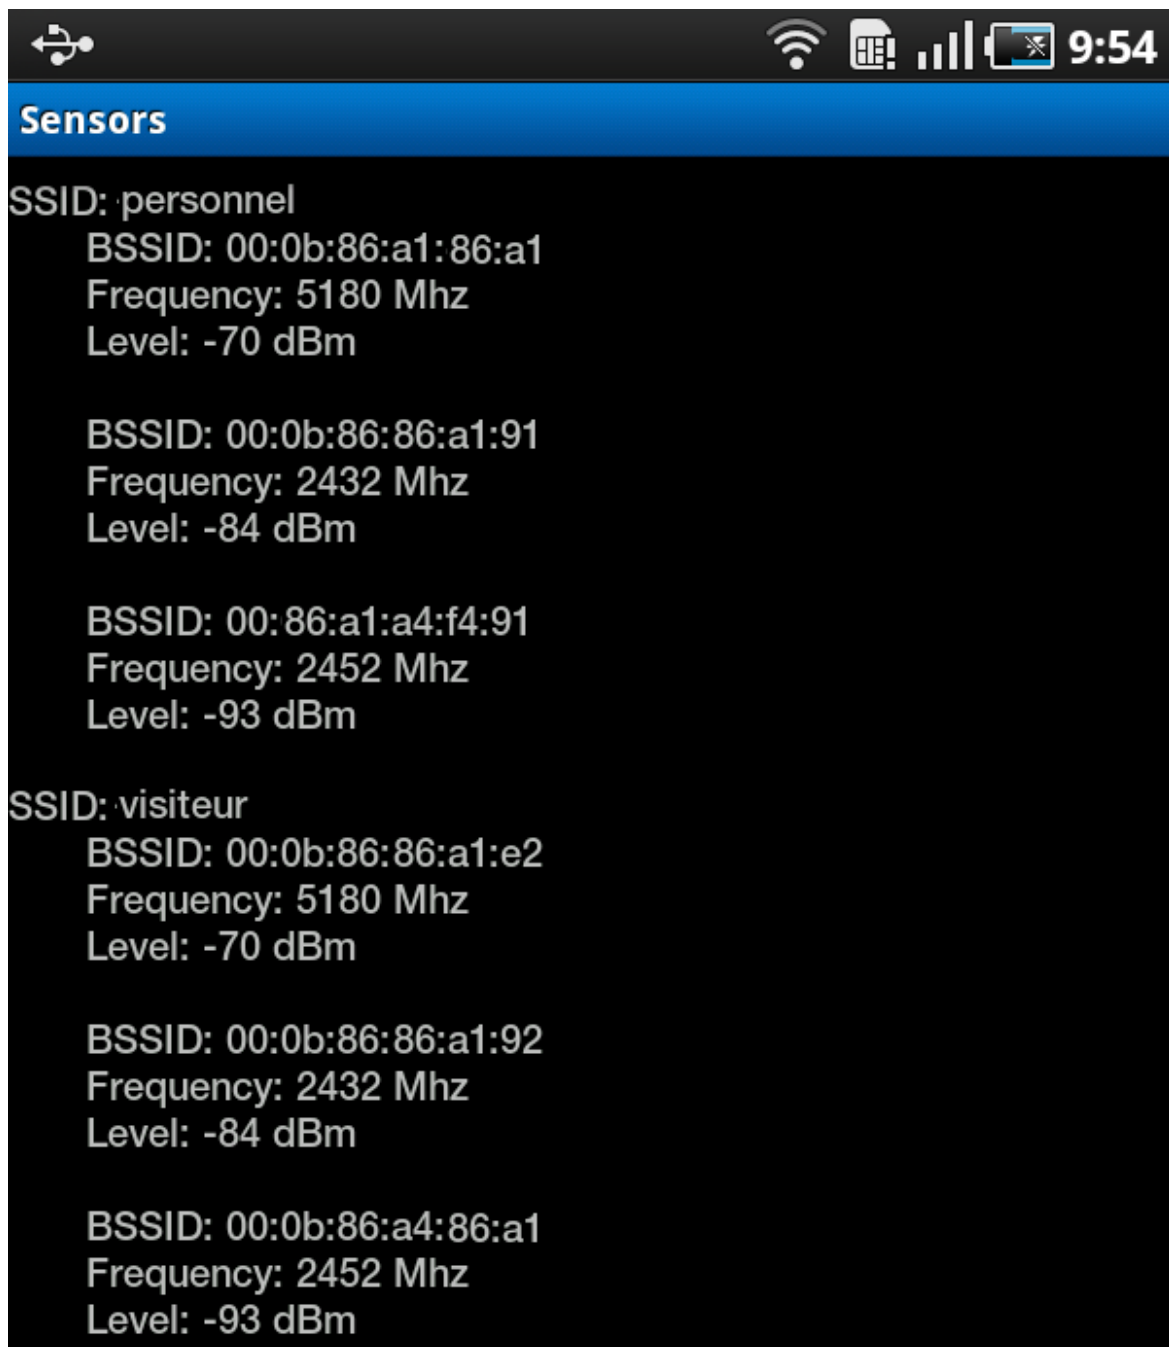 9:54
Sensors
SSID: personnel
BSSID: 00:0b:86:a1:86:a1
Frequency: 5180 Mhz
Level: -70 dBm
BSSID: 00:0b:86:86:a1:91
Frequency: 2432 Mhz
Level: -84 dBm
BSSID: 00:86:a1:a4:f4:91
Frequency: 2452 Mhz
Level: -93 dBm
SSID: visiteur
BSSID: 00:0b:86:86:a1:e2
Frequency: 5180 Mhz
Level: -70 dBm
BSSID: 00:0b:86:86:a1:92
Frequency: 2432 Mhz
Level: -84 dBm
BSSID: 00:0b:86:a4:86:a1
Frequency: 2452 Mhz
Level: -93 dBm